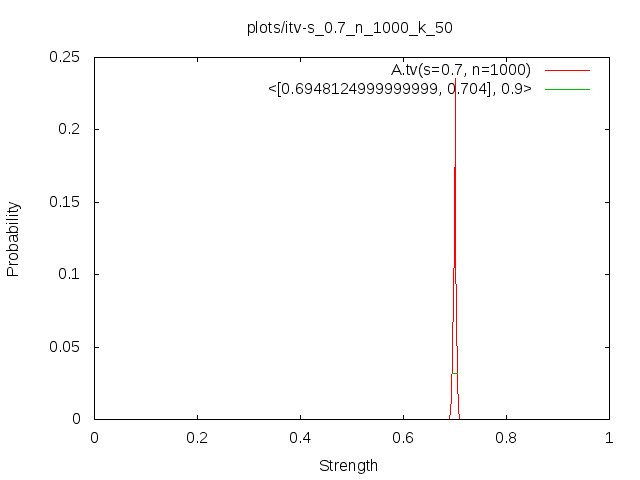 plots/itv-s_0.7_n_1000_k_50
0.25
A.tv(s=0.7, n=1000)
<[0.6948124999999999, 0.704], 0.9>
0.2
0.15
Probability
0.1
0.05
0
0 0.2 0.4 0.6 0.8 1
Strength